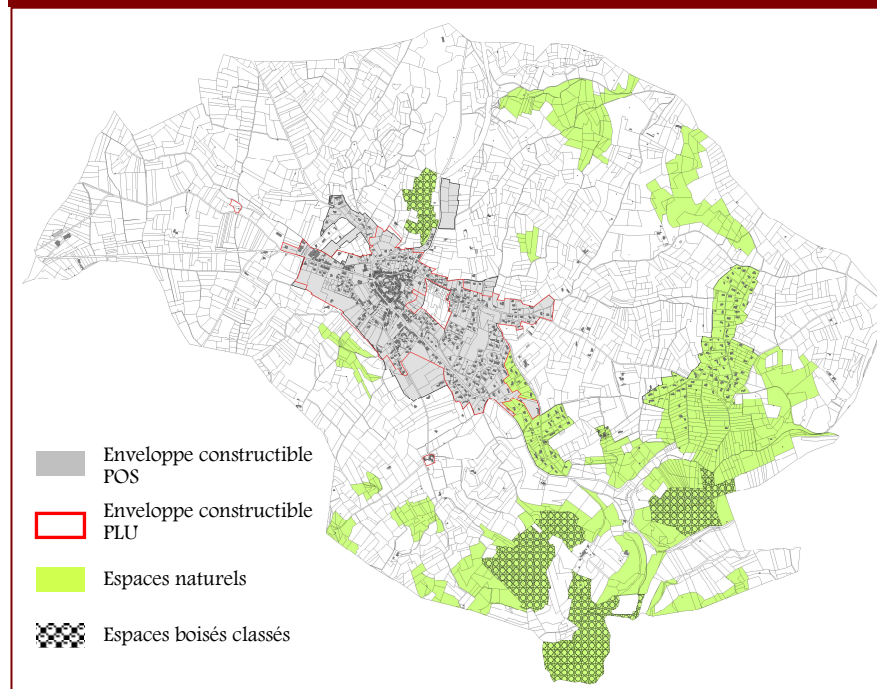 Enveloppe constructible
POS
Enveloppe constructible
PLU
Espaces naturels
Espaces boisés classés